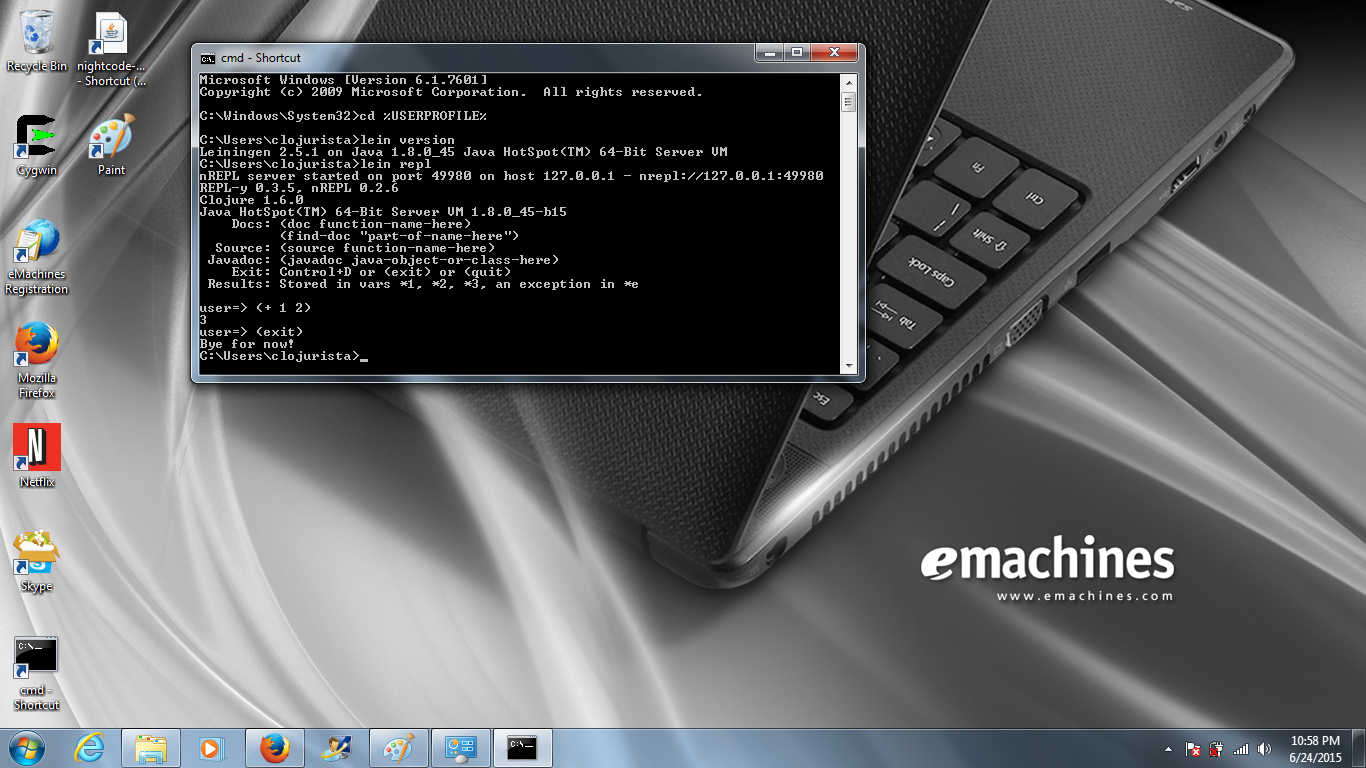 Recycle Bin
nightcode-...
- Shortcut (...
Cygwin
Paint
eMachines
Registration
Mozilla
Firefox
N
Netflix
Skype
C:\_
cmd -
Shortcut
cmd - Shortcut
Microsoft Windows [Version 6.1.7601]
Copyright (c) 2009 Microsoft Corporation.  All rights reserved.
C:\Windows\System32>cd %USERPROFILE%
C:\Users\clojurista>lein version
Leiningen 2.5.1 on Java 1.8.0_45 Java HotSpot(TM) 64-Bit Server VM
C:\Users\clojurista>lein repl
nREPL server started on port 49980 on host 127.0.0.1 - nrepl://127.0.0.1:49980
REPL-y 0.3.5, nREPL 0.2.6
Clojure 1.6.0
Java HotSpot(TM) 64-Bit Server VM 1.8.0_45-b15
Docs: (doc function-name-here)
(find-doc "part-of-name-here")
Source: (source function-name-here)
Javadoc: (javadoc java-object-or-class-here)
Exit: Control+D or (exit) or (quit)
Results: Stored in vars *1, *2, *3, an exception in *e
user=> (+ 1 2)
3
user=> (exit)
Bye for now!
C:\Users\clojurista>_
Fn
Ctrl
Shift
Caps Lock
Tab
Esc
emachines
www.emachines.com
C:\_
10:58 PM
6/24/2015